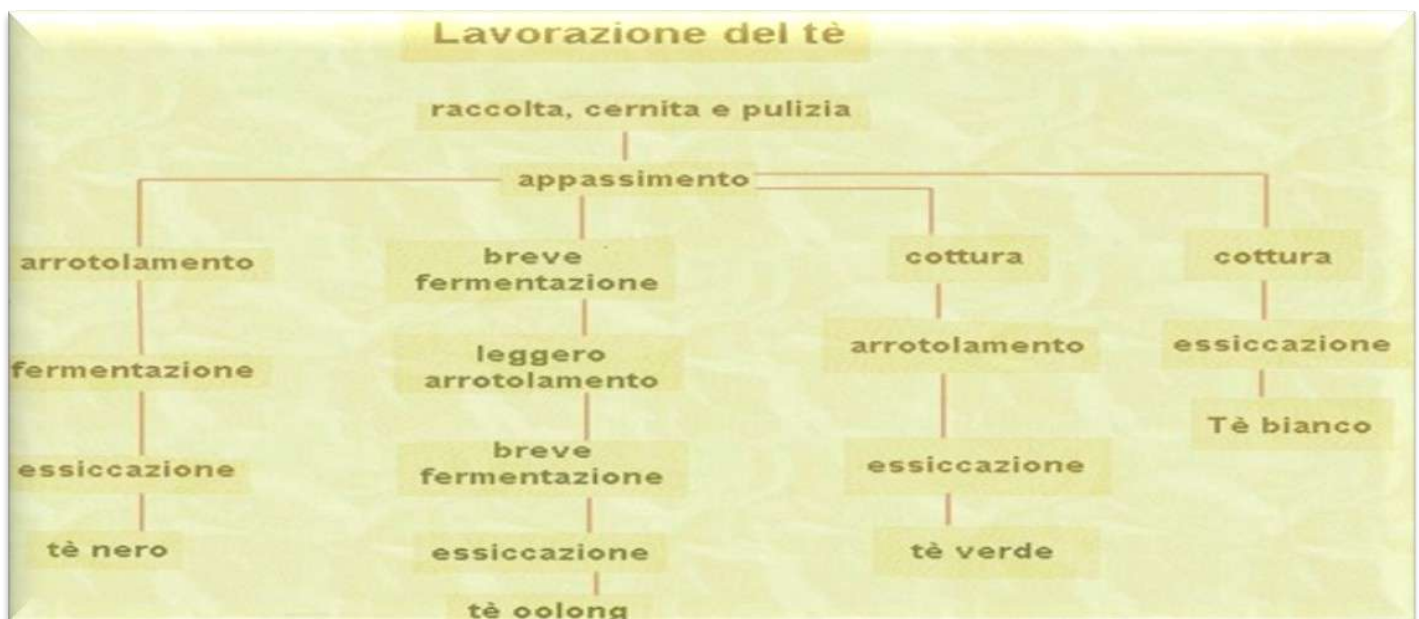 Lavorazione del tè
raccolta, cernita e pulizia
appassimento
arrotolamento
fermentazione
essiccazione
tè nero
breve
fermentazione
leggero
arrotolamento
breve
fermentazione
essiccazione
tè oolong
cottura
arrotolamento
essiccazione
tè verde
cottura
essiccazione
Tè bianco